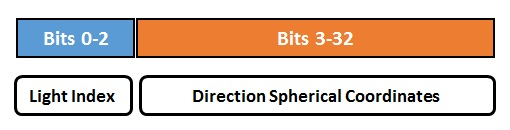 Bits 0-2 Bits 3-32
Light Index Direction Spherical Coordinates